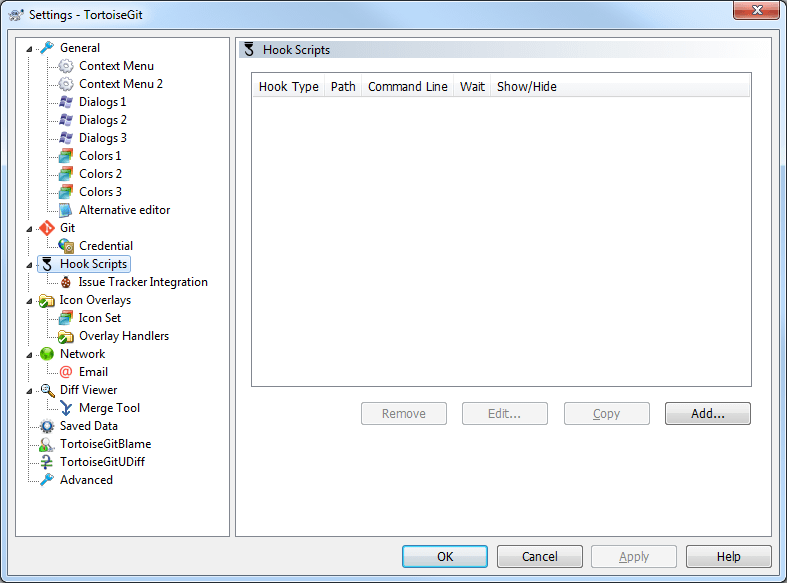 Settings - TortoiseGit
General
Context Menu
Context Menu 2
Dialogs 1
Dialogs 2
Dialogs 3
Colors 1
Colors 2
Colors 3
Alternative editor
Git
Credential
Hook Scripts
Issue Tracker Integration
Icon Overlays
Icon Set
Overlay Handlers
Network
Email
Diff Viewer
Merge Tool
Saved Data
TortoiseGitBlame
TortoiseGitUDiff
Advanced
Hook Scripts
Hook Type Path Command Line Wait Show/Hide
Remove Edit... Copy Add...
OK Cancel Apply Help